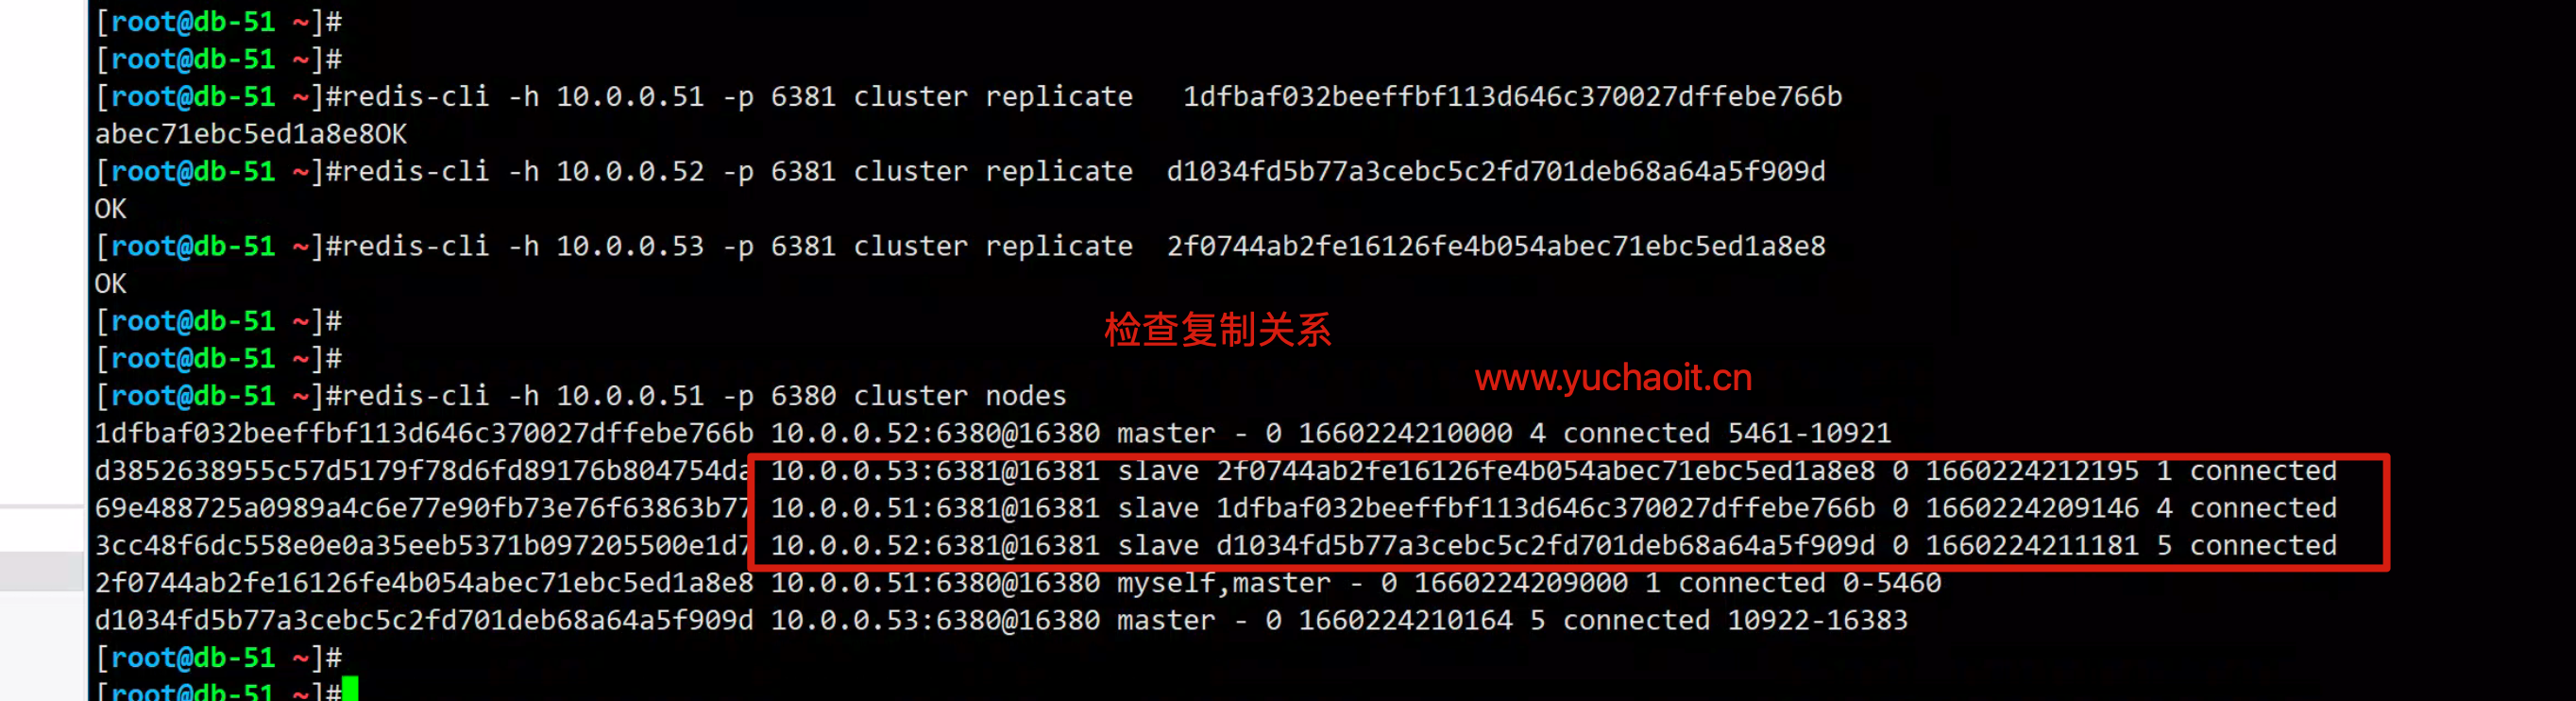 [root@db-51 ~]#
[root@db-51 ~]#
[root@db-51 ~]#redis-cli -h 10.0.0.51 -p 6381 cluster replicate   1dfbaf032beeffbf113d646c370027dffebe766b
abec71ebc5ed1a8e8OK
[root@db-51 ~]#redis-cli -h 10.0.0.52 -p 6381 cluster replicate  d1034fd5b77a3cebc5c2fd701deb68a64a5f909d
OK
[root@db-51 ~]#redis-cli -h 10.0.0.53 -p 6381 cluster replicate  2f0744ab2fe16126fe4b054abec71ebc5ed1a8e8
OK
[root@db-51 ~]#
检查复制关系
[root@db-51 ~]#
www.yuchaoit.cn
[root@db-51 ~]#redis-cli -h 10.0.0.51 -p 6380 cluster nodes
1dfbaf032beeffbf113d646c370027dffebe766b 10.0.0.52:6380@16380 master - 0 1660224210000 4 connected 5461-10921
d3852638955c57d5179f78d6fd89176b804754da 10.0.0.53:6381@16381 slave 2f0744ab2fe16126fe4b054abec71ebc5ed1a8e8 0 1660224212195 1 connected
69e488725a0989a4c6e77e90fb73e76f63863b77 10.0.0.51:6381@16381 slave 1dfbaf032beeffbf113d646c370027dffebe766b 0 1660224209146 4 connected
3cc48f6dc558e0e0a35eeb5371b097205500e1d7 10.0.0.52:6381@16381 slave d1034fd5b77a3cebc5c2fd701deb68a64a5f909d 0 1660224211181 5 connected
2f0744ab2fe16126fe4b054abec71ebc5ed1a8e8 10.0.0.51:6380@16380 myself,master - 0 1660224209000 1 connected 0-5460
d1034fd5b77a3cebc5c2fd701deb68a64a5f909d 10.0.0.53:6380@16380 master - 0 1660224210164 5 connected 10922-16383
[root@db-51 ~]#
[root@db-51 ~]#